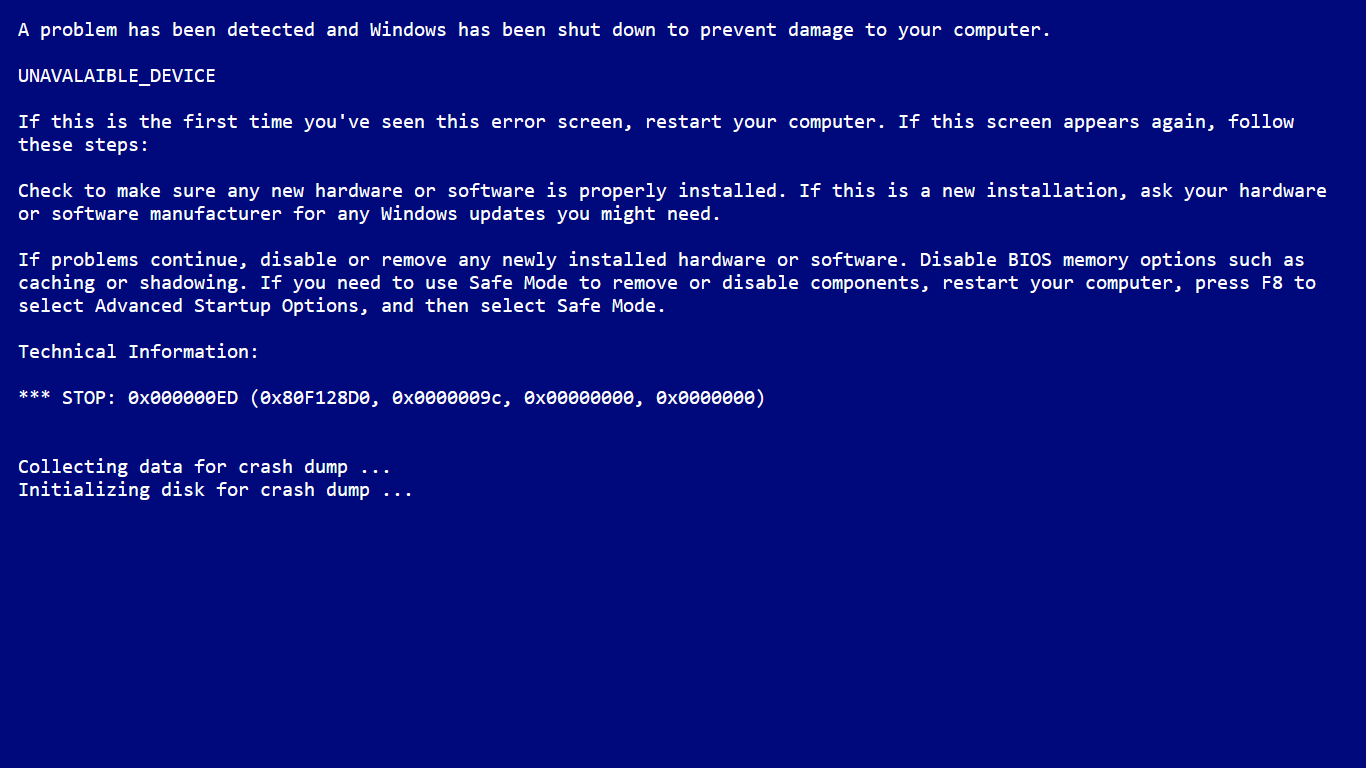 A problem has been detected and Windows has been shut down to prevent damage to your computer.
UNAVALAIBLE_DEVICE
If this is the first time you've seen this error screen, restart your computer. If this screen appears again, follow
these steps:
Check to make sure any new hardware or software is properly installed. If this is a new installation, ask your hardware
or software manufacturer for any Windows updates you might need.
If problems continue, disable or remove any newly installed hardware or software. Disable BIOS memory options such as
caching or shadowing. If you need to use Safe Mode to remove or disable components, restart your computer, press F8 to
select Advanced Startup Options, and then select Safe Mode.
Technical Information:
*** STOP: 0x000000ED (0x80F128D0, 0x0000009c, 0x00000000, 0x0000000)
Collecting data for crash dump ...
Initializing disk for crash dump ...